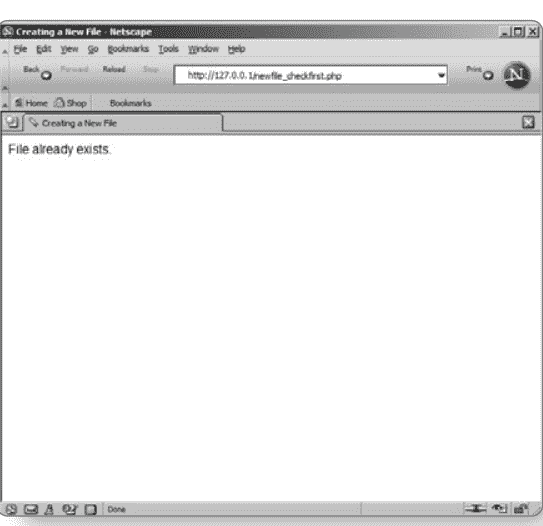 Creating a New File - Netscape
File Edit View Go Bookmarks Tools Window Help
Back Forward Reload Stop http://127.0.0.1/newfile_checkfirst.php Print N
Home Shop Bookmarks
Creating a New File
File already exists.
Done